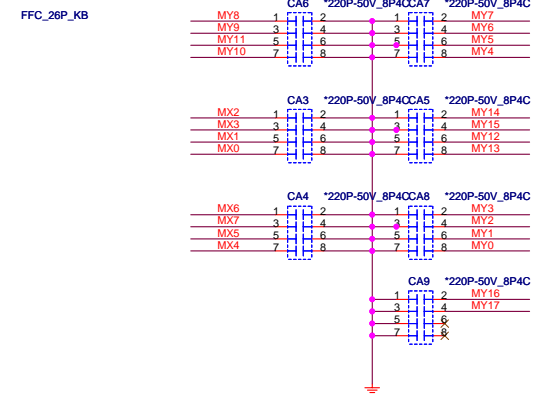 CA6 *220P-50V_8P4C CA7 *220P-50V_8P4C
FFC_26P_KB
MY8 1 2 1 2 MY7
MY9 3 4 3 4 MY6
MY11 5 6 5 6 MY5
MY10 7 8 7 8 MY4
CA3 *220P-50V_8P4C CA5 *220P-50V_8P4C
MX2 1 2 1 2 MY14
MX3 3 4 3 4 MY15
MX1 5 6 5 6 MY12
MX0 7 8 7 8 MY13
CA4 *220P-50V_8P4C CA8 *220P-50V_8P4C
MX6 1 2 1 2 MY3
MX7 3 4 3 4 MY2
MX5 5 6 5 6 MY1
MX4 7 8 7 8 MY0
CA9 *220P-50V_8P4C
1 2 MY16
3 4 MY17
5 6
7 8